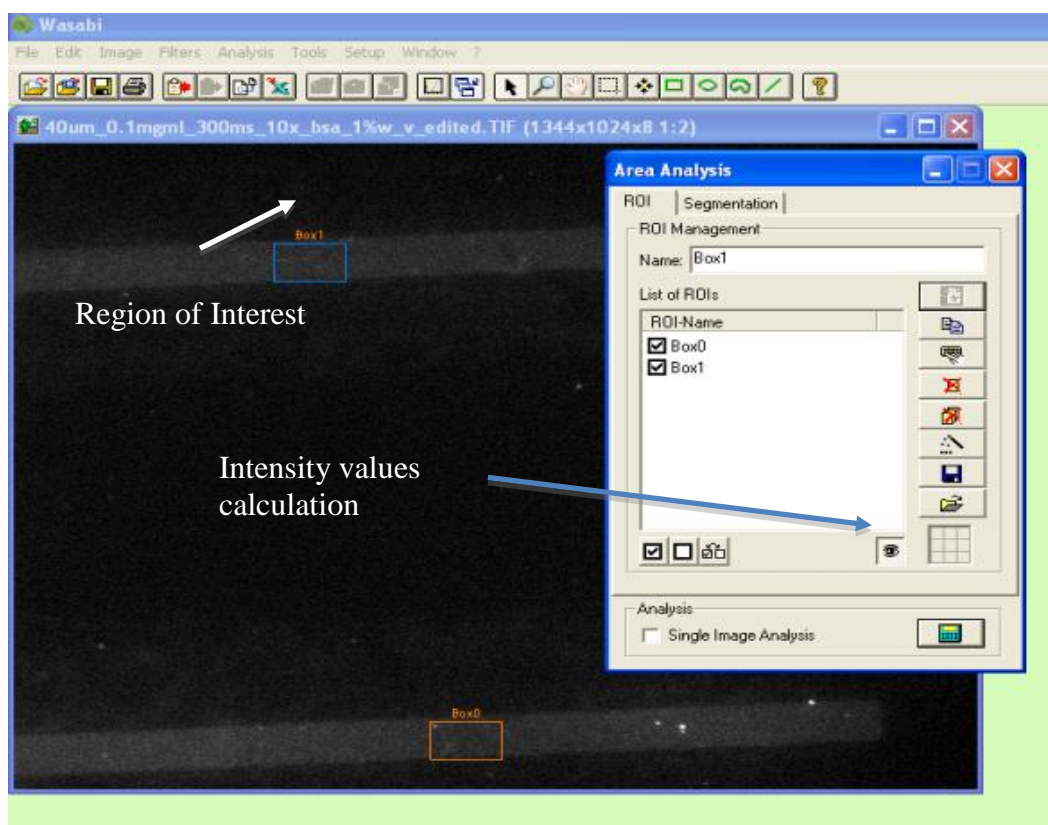 Wasabi
File Edit Image Filters Analysis Tools Setup Window ?
40um_0.1mgml_300ms_10x_bsa_1%w_v_edited.TIF (1344x1024x8 1:2)
Area Analysis
ROI Segmentation
ROI Management
Name: Box1
List of ROIs
ROI-Name
Box0
Box1
Box1
Region of Interest
Intensity values
calculation
Analysis
Single Image Analysis
Box0